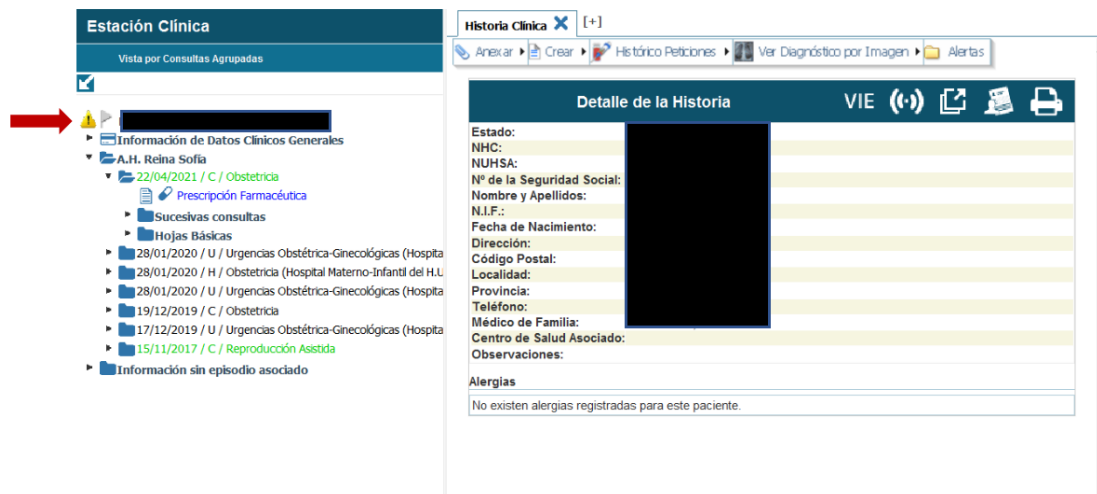 Estación Clínica
Vista por Consultas Agrupadas
Información de Datos Clínicos Generales
A.H. Reina Sofía
22/04/2021 / C / Obstetricia
Prescripción Farmacéutica
Sucesivas consultas
Hojas Básicas
28/01/2020 / U / Urgencias Obstétrica-Ginecológicas (Hospita
28/01/2020 / H / Obstetricia (Hospital Materno-Infantil del H.U
28/01/2020 / U / Urgencias Obstétrica-Ginecológicas (Hospita
19/12/2019 / C / Obstetricia
17/12/2019 / U / Urgencias Obstétrica-Ginecológicas (Hospita
15/11/2017 / C / Reproducción Asistida
Información sin episodio asociado
Historia Clínica [+]
Anexar Crear Histórico Peticiones Ver Diagnóstico por Imagen Alertas
Detalle de la Historia VIE
Estado:
NHC:
NUHSA:
Nº de la Seguridad Social:
Nombre y Apellidos:
N.I.F.:
Fecha de Nacimiento:
Dirección:
Código Postal:
Localidad:
Provincia:
Teléfono:
Médico de Familia:
Centro de Salud Asociado:
Observaciones:
Alergias
No existen alergias registradas para este paciente.